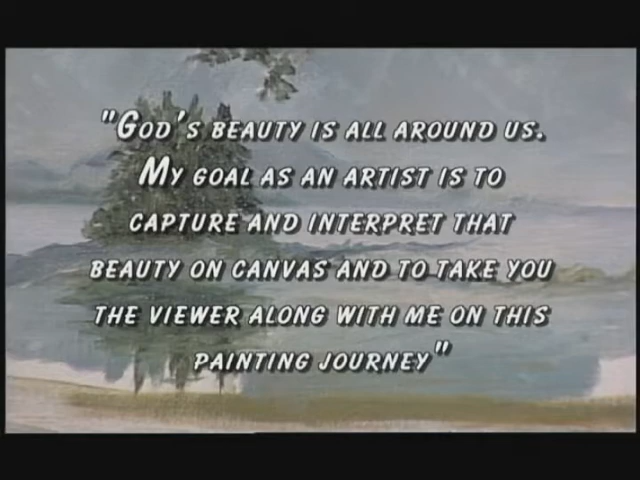 "God's beauty is all around us.
My goal as an artist is to
capture and interpret that
beauty on canvas and to take you
the viewer along with me on this
painting journey"